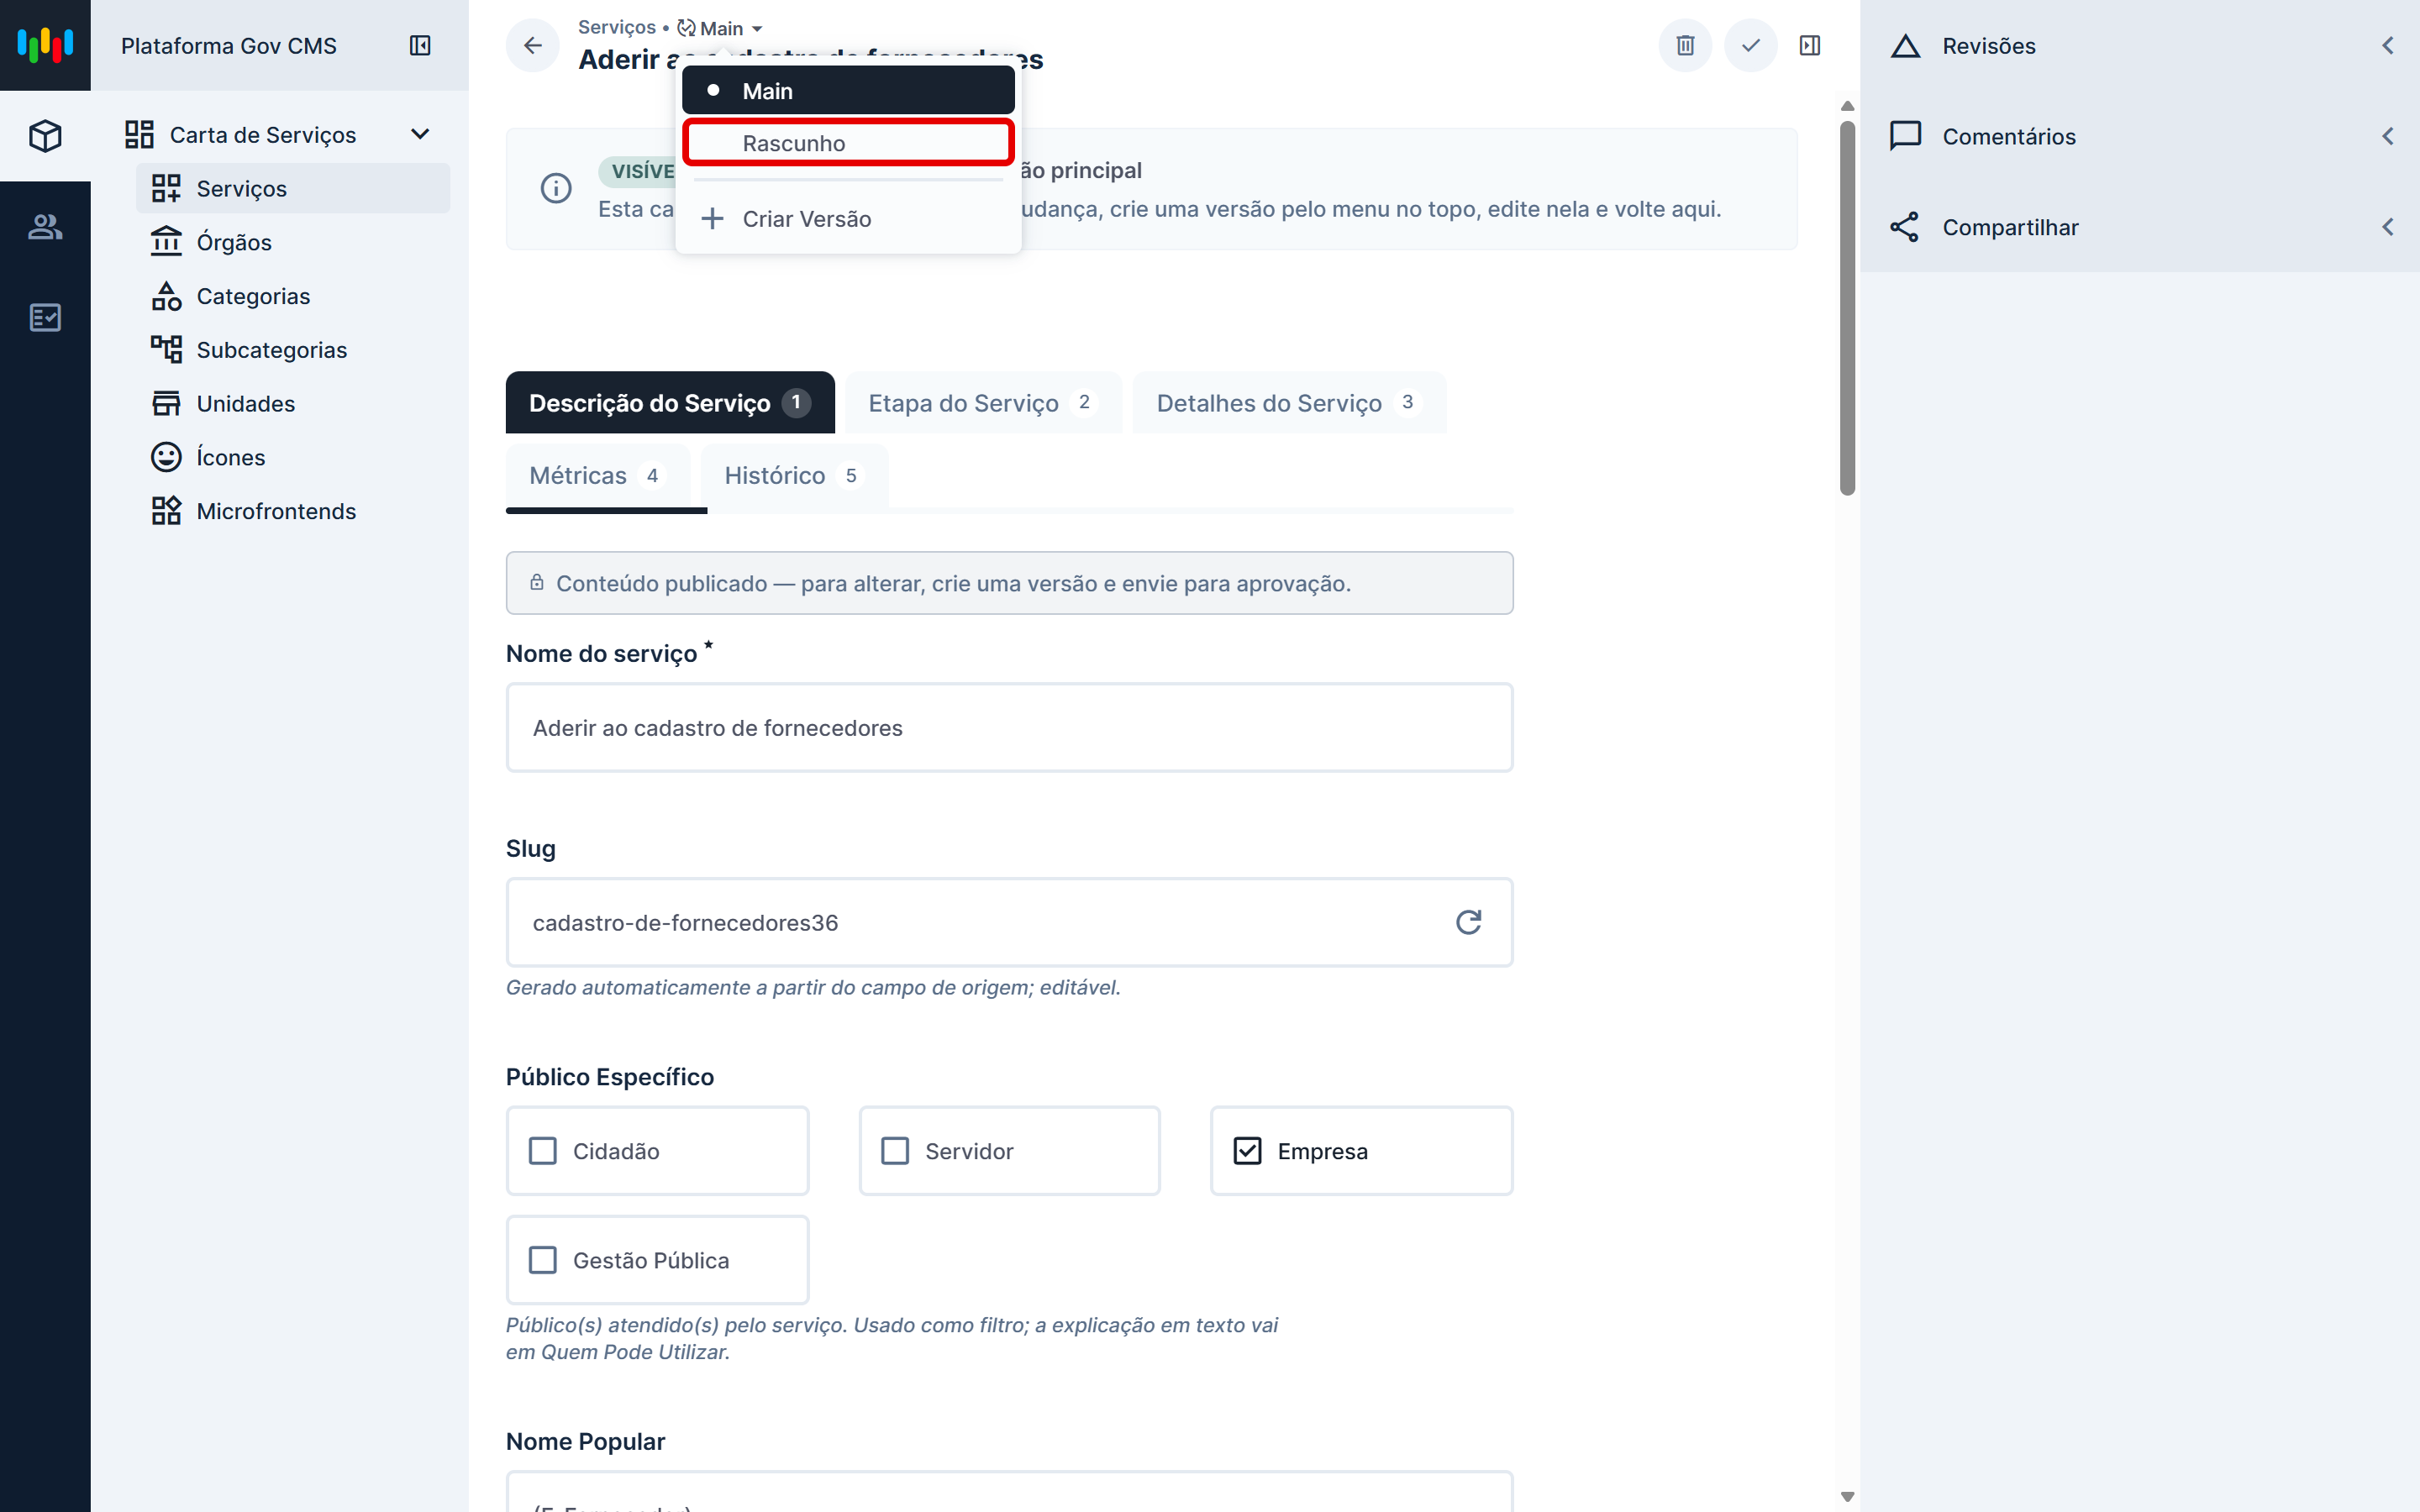 Plataforma Gov CMS
Carta de Serviços
Serviços
Órgãos
Categorias
Subcategorias
Unidades
Ícones
Microfrontends
Serviços • Main
Aderir ao cadastro de fornecedores
Main
Rascunho
Criar Versão
ão principal
Esta ca
udança, crie uma versão pelo menu no topo, edite nela e volte aqui.
Descrição do Serviço 1
Etapa do Serviço 2
Detalhes do Serviço 3
Métricas 4
Histórico 5
Conteúdo publicado — para alterar, crie uma versão e envie para aprovação.
Nome do serviço *
Aderir ao cadastro de fornecedores
Slug
cadastro-de-fornecedores36
Gerado automaticamente a partir do campo de origem; editável.
Público Específico
Cidadão
Servidor
Empresa
Gestão Pública
Público(s) atendido(s) pelo serviço. Usado como filtro; a explicação em texto vai
em Quem Pode Utilizar.
Nome Popular
Revisões
Comentários
Compartilhar